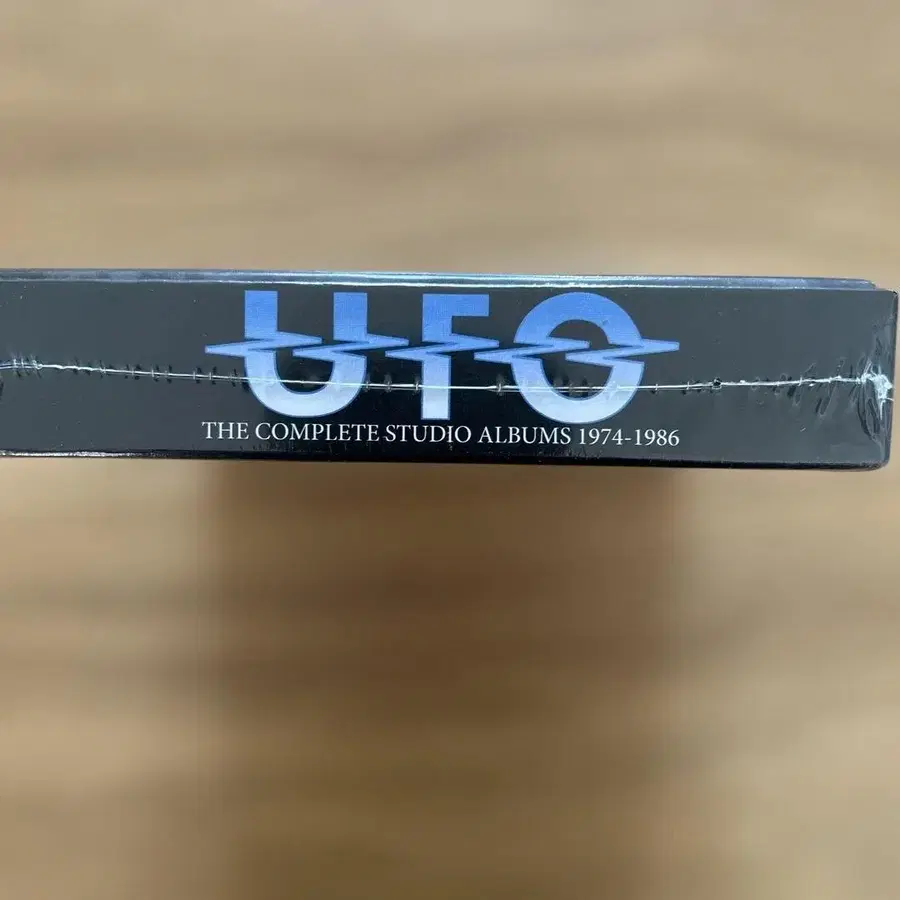 UFO
THE COMPLETE STUDIO ALBUMS 1974-1986